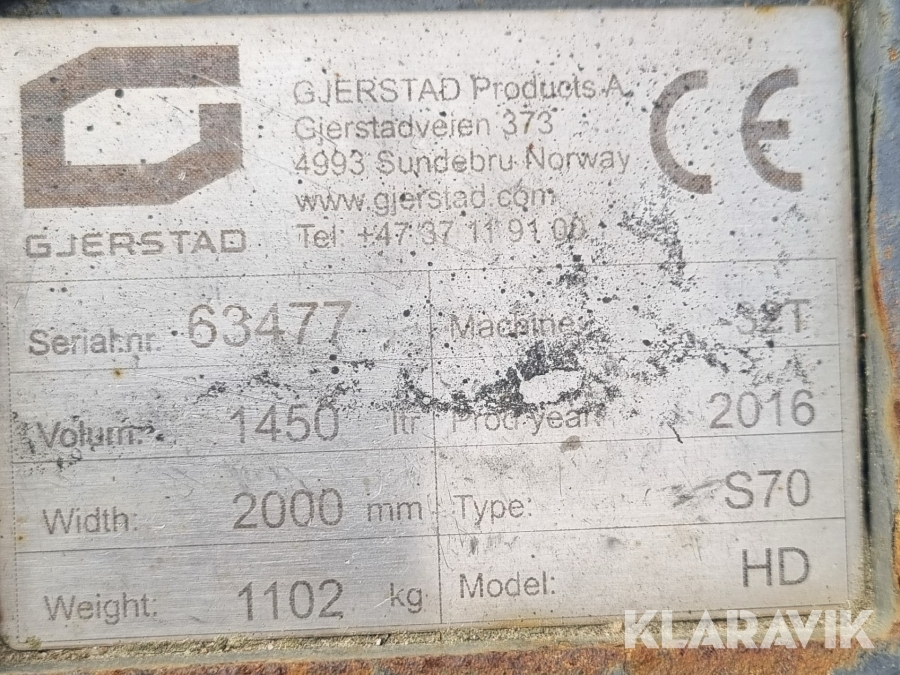 GJERSTAD Products A
Gjerstadveien 373
4993 Sundebru Norway
www.gjerstad.com
Tel: +47 37 11 91 00
GJERSTAD
CE
Serial.nr. 63477
Machine 32T
Volum: 1450 ltr
Prod.year: 2016
Width: 2000 mm
Type: S70
Weight: 1102 kg
Model: HD
KLARAVIK